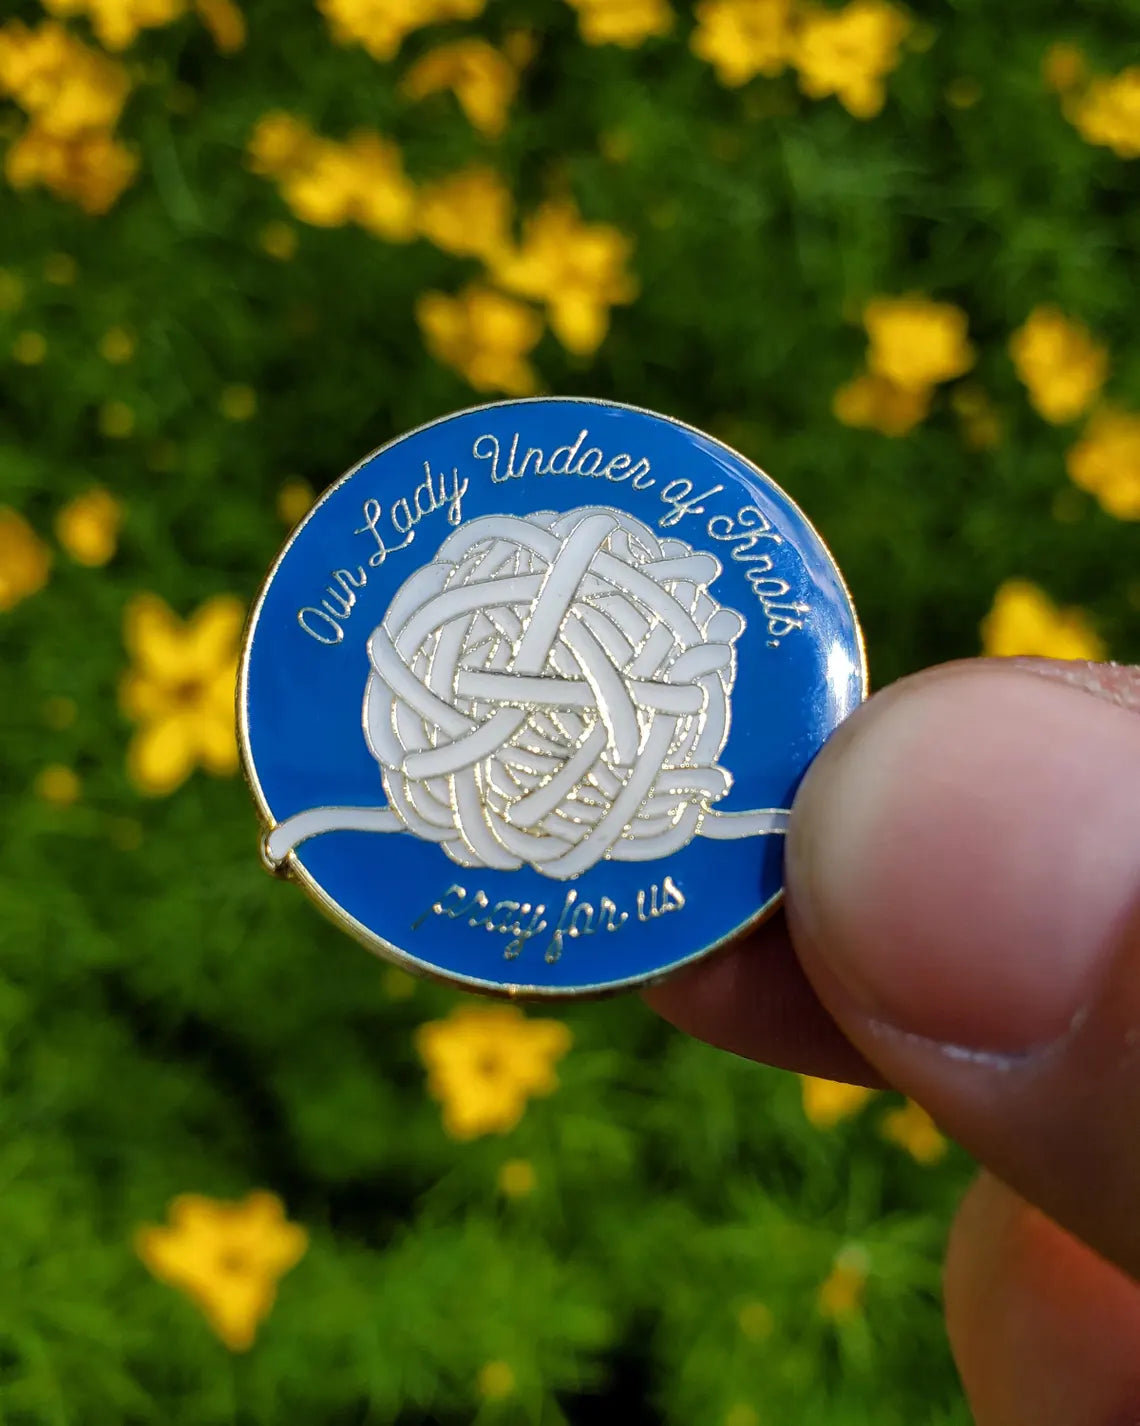 Our Lady Undoer of Knots,
pray for us